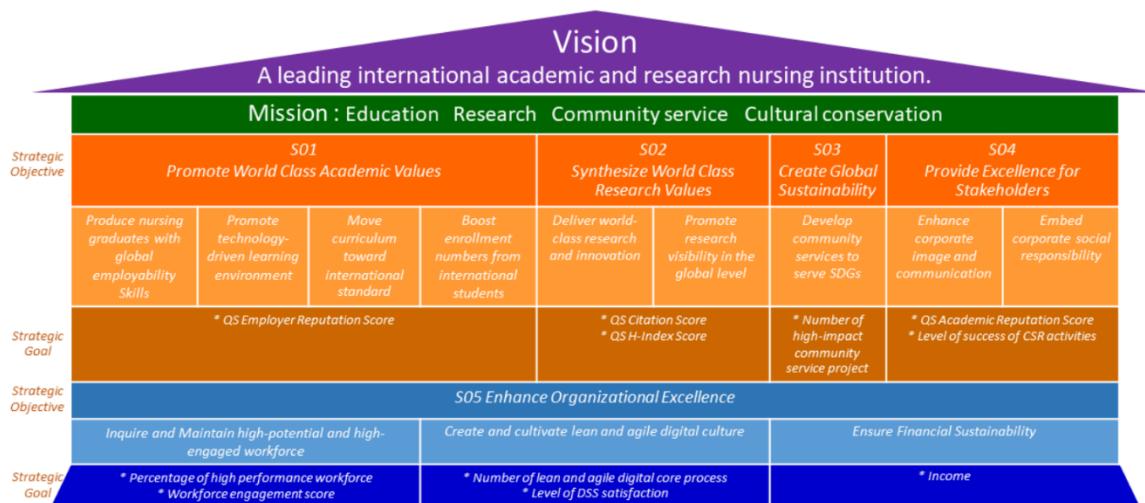 Vision
A leading international academic and research nursing institution.
Mission : Education Research Community service Cultural conservation
Strategic
Objective
SO1
Promote World Class Academic Values
SO2
Synthesize World Class
Research Values
SO3
Create Global
Sustainability
SO4
Provide Excellence for
Stakeholders
Produce nursing
graduates with
global
employability
Skills
Promote
technology-
driven learning
environment
Move
curriculum
toward
international
standard
Boost
enrollment
numbers from
international
students
Deliver world-
class research
and innovation
Promote
research
visibility in the
global level
Develop
community
services to
serve SDGs
Enhance
corporate
image and
communication
Embed
corporate social
responsibility
Strategic
Goal
* QS Employer Reputation Score
* QS Citation Score
* QS H-Index Score
* Number of
high-impact
community
service project
* QS Academic Reputation Score
* Level of success of CSR activities
Strategic
Objective
SO5 Enhance Organizational Excellence
Inquire and Maintain high-potential and high-
engaged workforce
Create and cultivate lean and agile digital culture
Ensure Financial Sustainability
Strategic
Goal
* Percentage of high performance workforce
* Workforce engagement score
* Number of lean and agile digital core process
* Level of DSS satisfaction
* Income